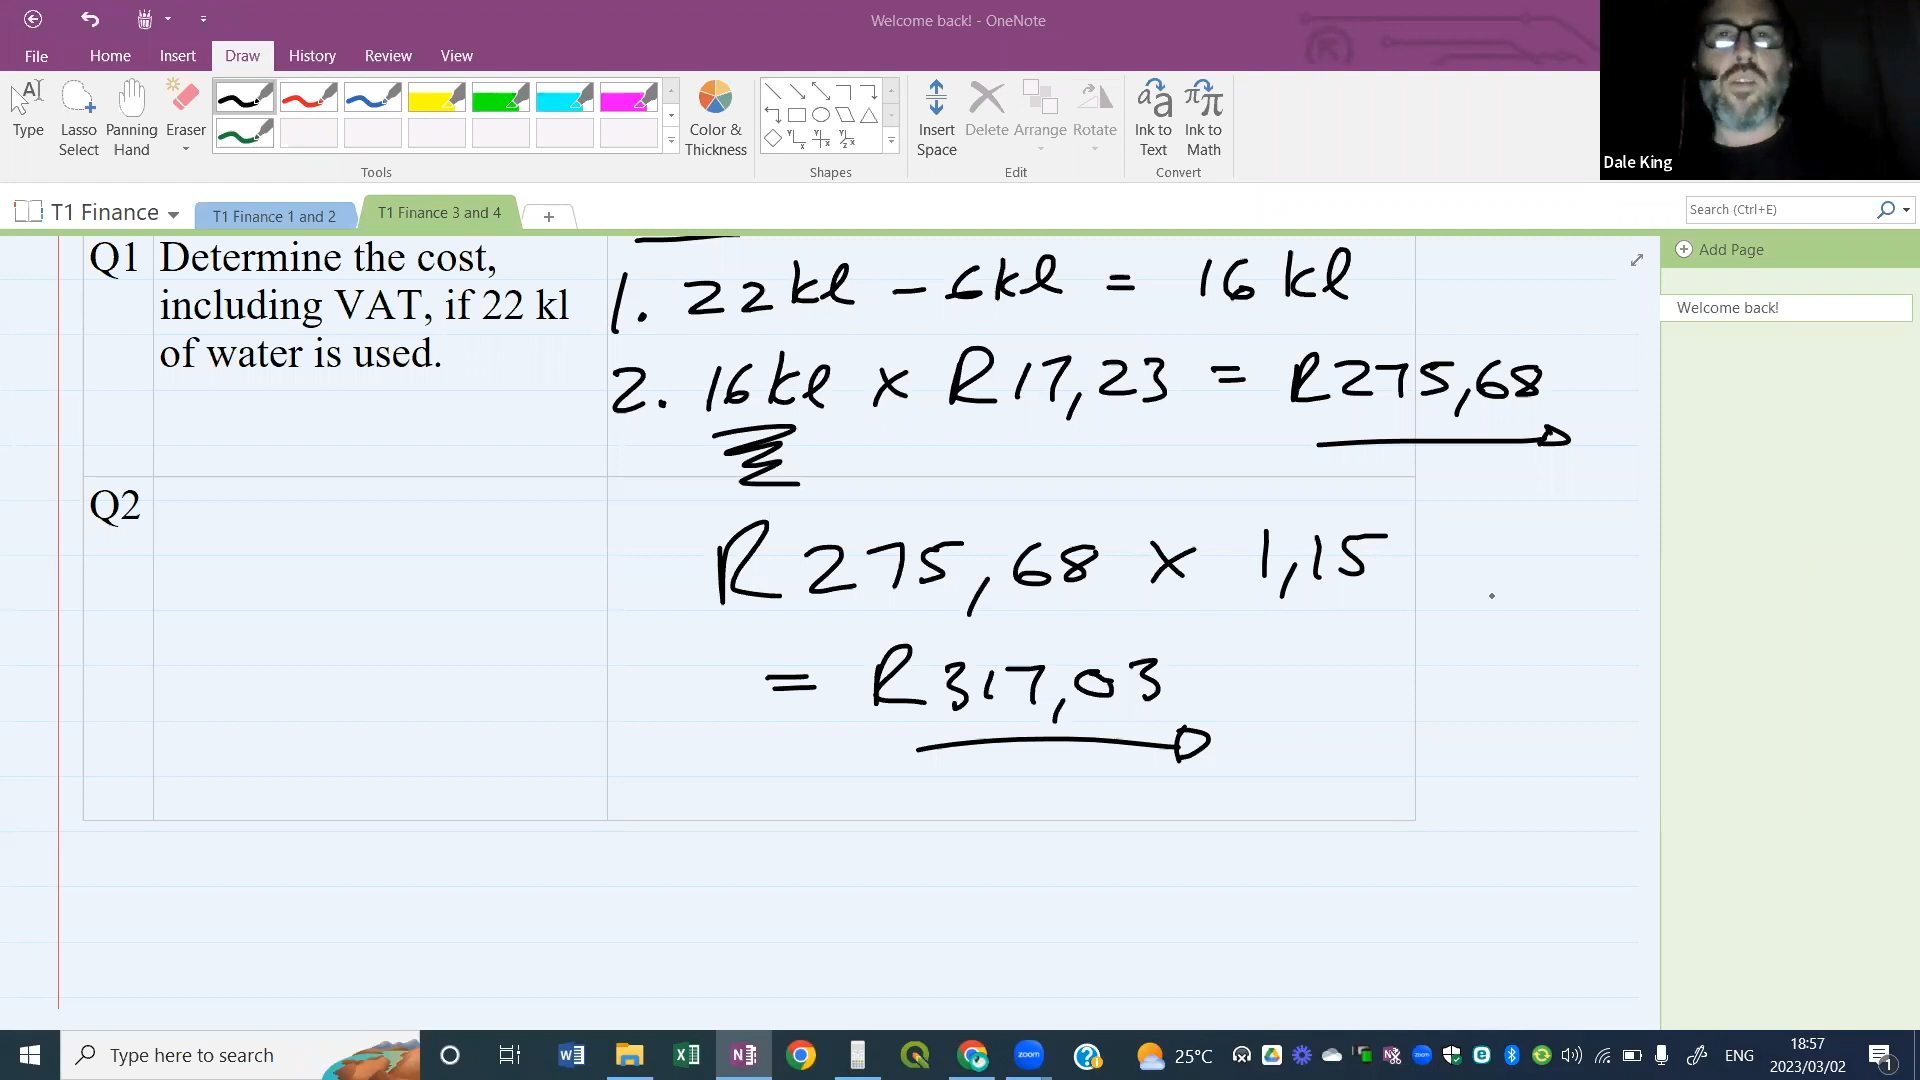 Welcome back! - OneNote
File Home Insert Draw History Review View
Type
Lasso Select
Panning Hand
Eraser
Color & Thickness
Insert Space
Delete
Arrange
Rotate
Ink to Text
Ink to Math
Tools
Shapes
Edit
Convert
Dale King
T1 Finance
T1 Finance 1 and 2
T1 Finance 3 and 4
Search (Ctrl+E)
Add Page
Welcome back!
Q1 Determine the cost,
including VAT, if 22 kl
of water is used.
1. 22kl - 6kl = 16 kl
2. 16kl x R17,23 = R275,68
Q2
R275,68 x 1,15
= R317,03
Type here to search
25°C
ENG
18:57
2023/03/02
1